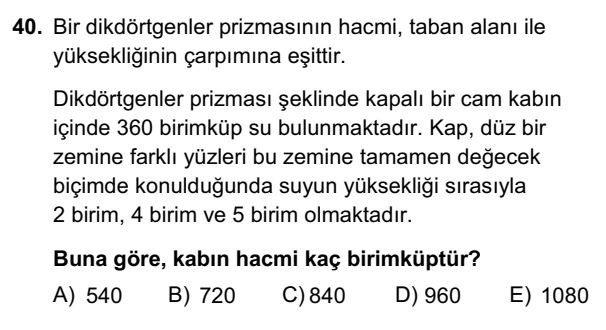 40. Bir dikdörtgenler prizmasının hacmi, taban alanı ile
yüksekliğinin çarpımına eşittir.
Dikdörtgenler prizması şeklinde kapalı bir cam kabın
içinde 360 birimküp su bulunmaktadır. Kap, düz bir
zemine farklı yüzleri bu zemine tamamen değecek
biçimde konulduğunda suyun yüksekliği sırasıyla
2 birim, 4 birim ve 5 birim olmaktadır.
Buna göre, kabın hacmi kaç birimküptür?
A) 540 B) 720 C) 840 D) 960 E) 1080